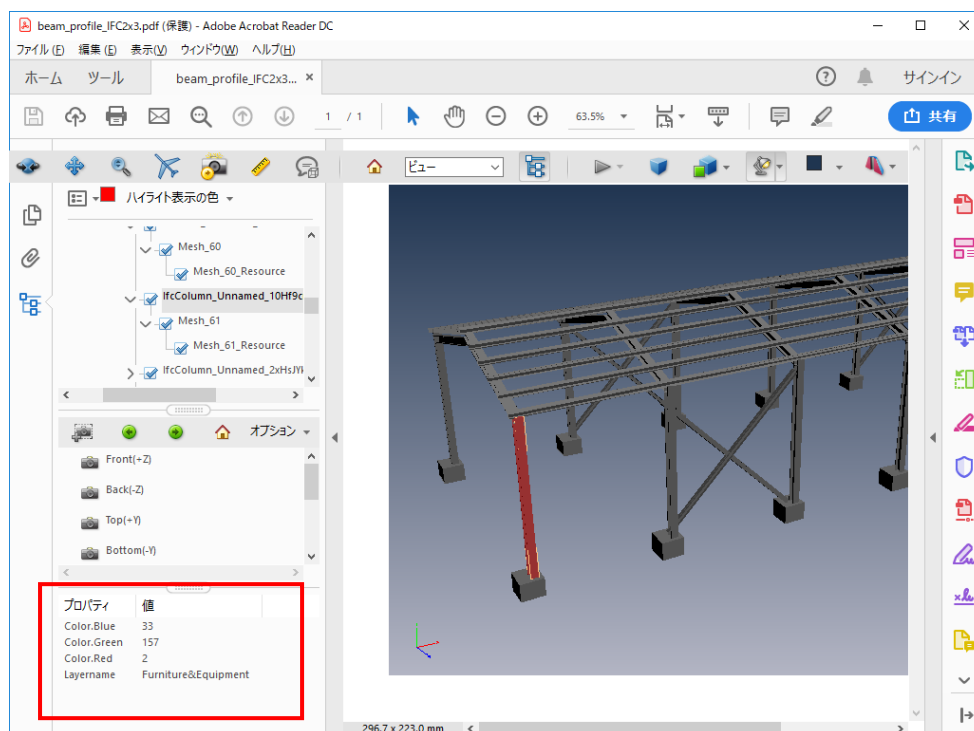 beam_profile_IFC2x3.pdf (保護) - Adobe Acrobat Reader DC
ファイル(F) 編集(E) 表示(V) ウィンドウ(W) ヘルプ(H)
ホーム ツール beam_profile_IFC2x3... × サインイン
1 / 1 63.5% 共有
ビュー
ハイライト表示の色
Mesh_60
Mesh_60_Resource
IfcColumn_Unnamed_10Hf9c
Mesh_61
Mesh_61_Resource
IfcColumn_Unnamed_2xHsJYH
オプション
Front(+Z)
Back(-Z)
Top(+Y)
Bottom(-Y)
プロパティ 値
Color.Blue 33
Color.Green 157
Color.Red 2
Layername Furniture&Equipment
296.7 x 223.0 mm